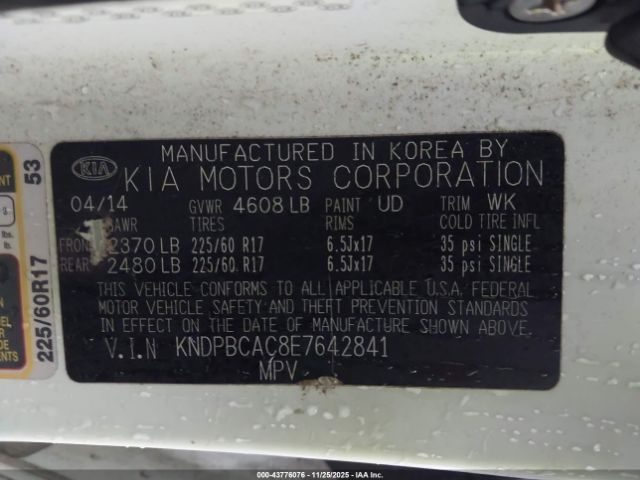 KIA
MANUFACTURED IN KOREA BY
KIA MOTORS CORPORATION
04/14 GVWR 4608 LB PAINT UD TRIM WK
GAWR TIRES RIMS COLD TIRE INFL
FRONT 2370 LB 225/60 R17 6.5Jx17 35 psi SINGLE
REAR 2480 LB 225/60 R17 6.5Jx17 35 psi SINGLE
THIS VEHICLE CONFORMS TO ALL APPLICABLE U.S.A. FEDERAL
MOTOR VEHICLE SAFETY AND THEFT PREVENTION STANDARDS
IN EFFECT ON THE DATE OF MANUFACTURE SHOWN ABOVE.
V.I.N KNDPBCAC8E7642841
MPV
225/60R17 53
lbs.
lb.
000-43776076 - 11/25/2025 - IAA Inc. - Copyright